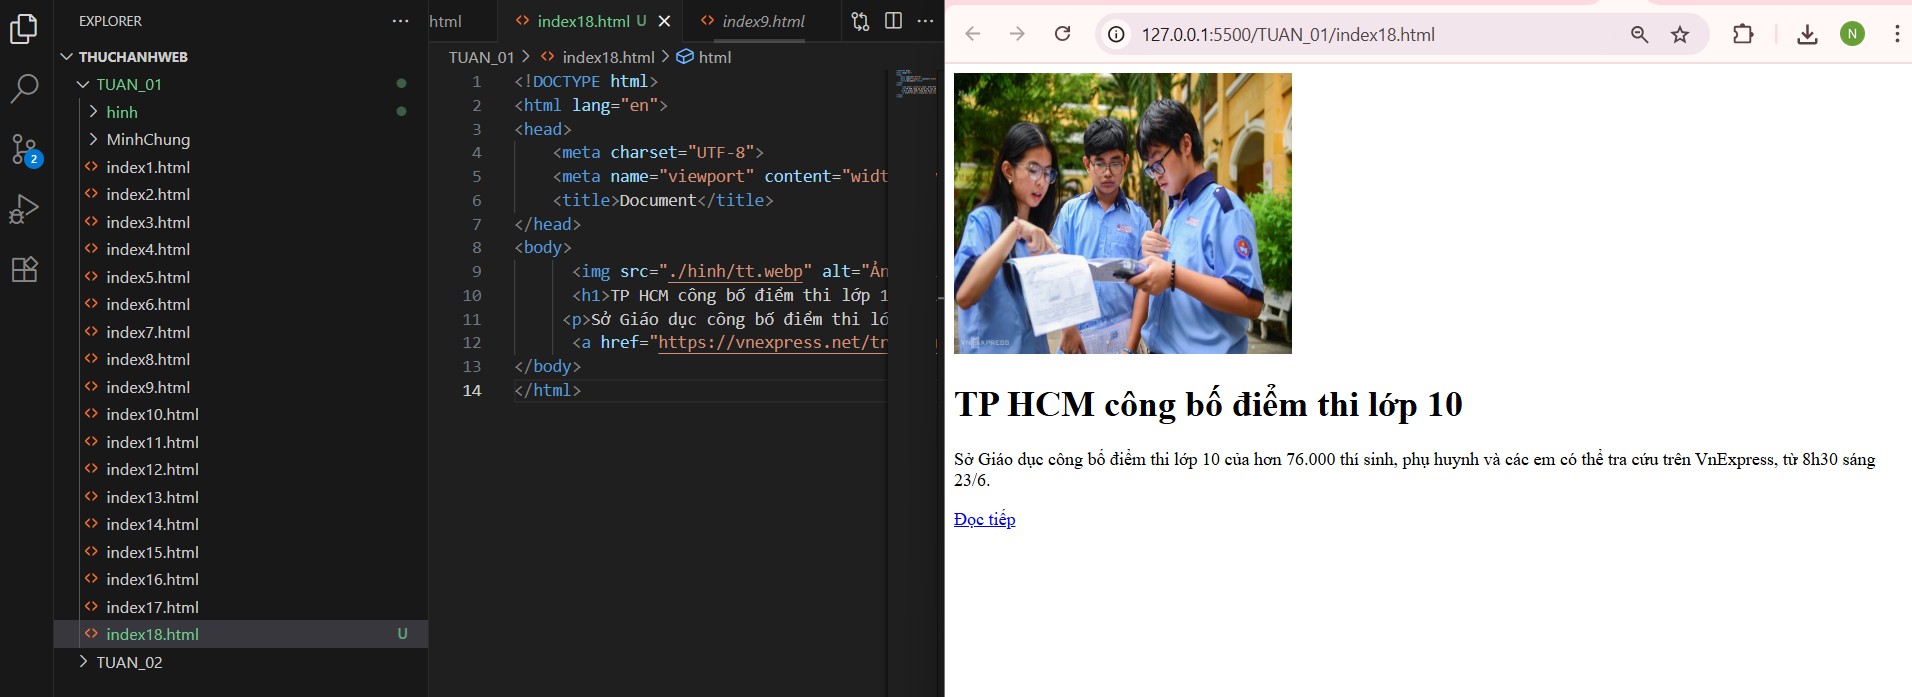 EXPLORER
THUCHANHWEB
TUAN_01
hinh
MinhChung
index1.html
index2.html
index3.html
index4.html
index5.html
index6.html
index7.html
index8.html
index9.html
index10.html
index11.html
index12.html
index13.html
index14.html
index15.html
index16.html
index17.html
index18.html U
TUAN_02
2
html
index18.html U
index9.html
TUAN_01 > index18.html > html
1 <!DOCTYPE html>
2 <html lang="en">
3 <head>
4 <meta charset="UTF-8">
5 <meta name="viewport" content="widt
6 <title>Document</title>
7 </head>
8 <body>
9 <img src="./hinh/tt.webp" alt="Ản
10 <h1>TP HCM công bố điểm thi lớp 1
11 <p>Sở Giáo dục công bố điểm thi lớ
12 <a href="https://vnexpress.net/tr
13 </body>
14 </html>
127.0.0.1:5500/TUAN_01/index18.html
N
VNEXPRESS
TP HCM công bố điểm thi lớp 10
Sở Giáo dục công bố điểm thi lớp 10 của hơn 76.000 thí sinh, phụ huynh và các em có thể tra cứu trên VnExpress, từ 8h30 sáng
23/6.
Đọc tiếp